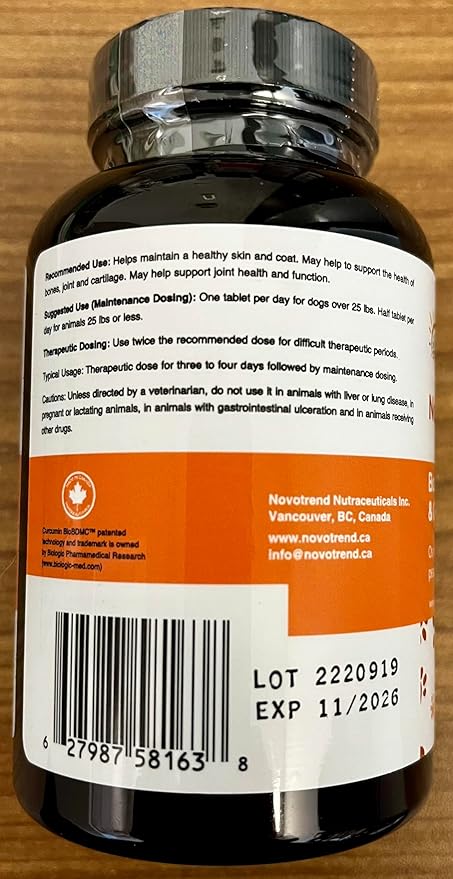 Recommended Use: Helps maintain a healthy skin and coat. May help to support the health of
bones, joint and cartilage. May help support joint health and function.
Suggested Use (Maintenance Dosing): One tablet per day for dogs over 25 lbs. Half tablet per
day for animals 25 lbs or less.
Therapeutic Dosing: Use twice the recommended dose for difficult therapeutic periods.
Typical Usage: Therapeutic dose for three to four days followed by maintenance dosing.
Cautions: Unless directed by a veterinarian, do not use it in animals with liver or lung disease, in
pregnant or lactating animals, in animals with gastrointestinal ulceration and in animals receiving
other drugs.
Curcumin BioBDMC™ patented
technology and trademark is owned
by Biologic Pharmamedical Research
(www.biologic-med.com)
Novotrend Nutraceuticals Inc.
Vancouver, BC, Canada
www.novotrend.ca
info@novotrend.ca
LOT 2220919
EXP 11/2026
6 27987 58163 8